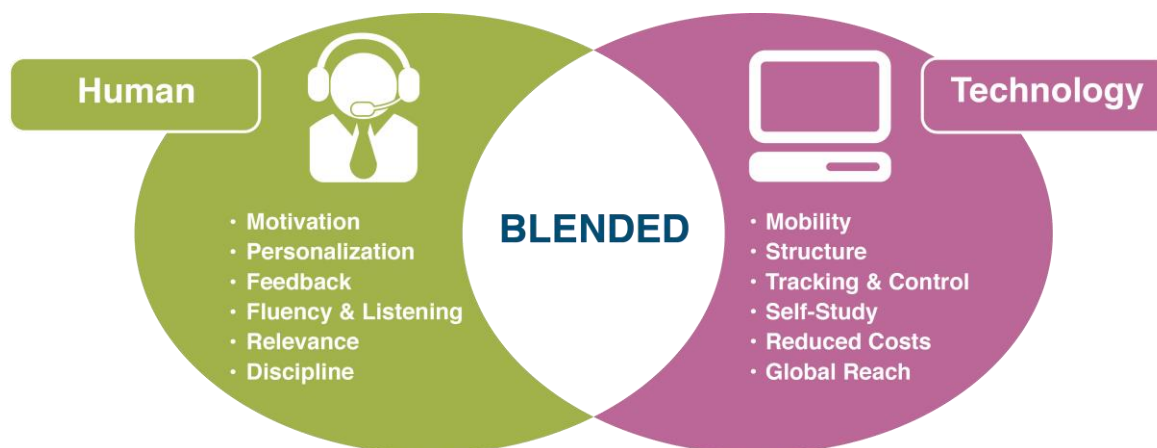 Human
• Motivation
• Personalization
• Feedback
• Fluency & Listening
• Relevance
• Discipline
BLENDED
Technology
• Mobility
• Structure
• Tracking & Control
• Self-Study
• Reduced Costs
• Global Reach